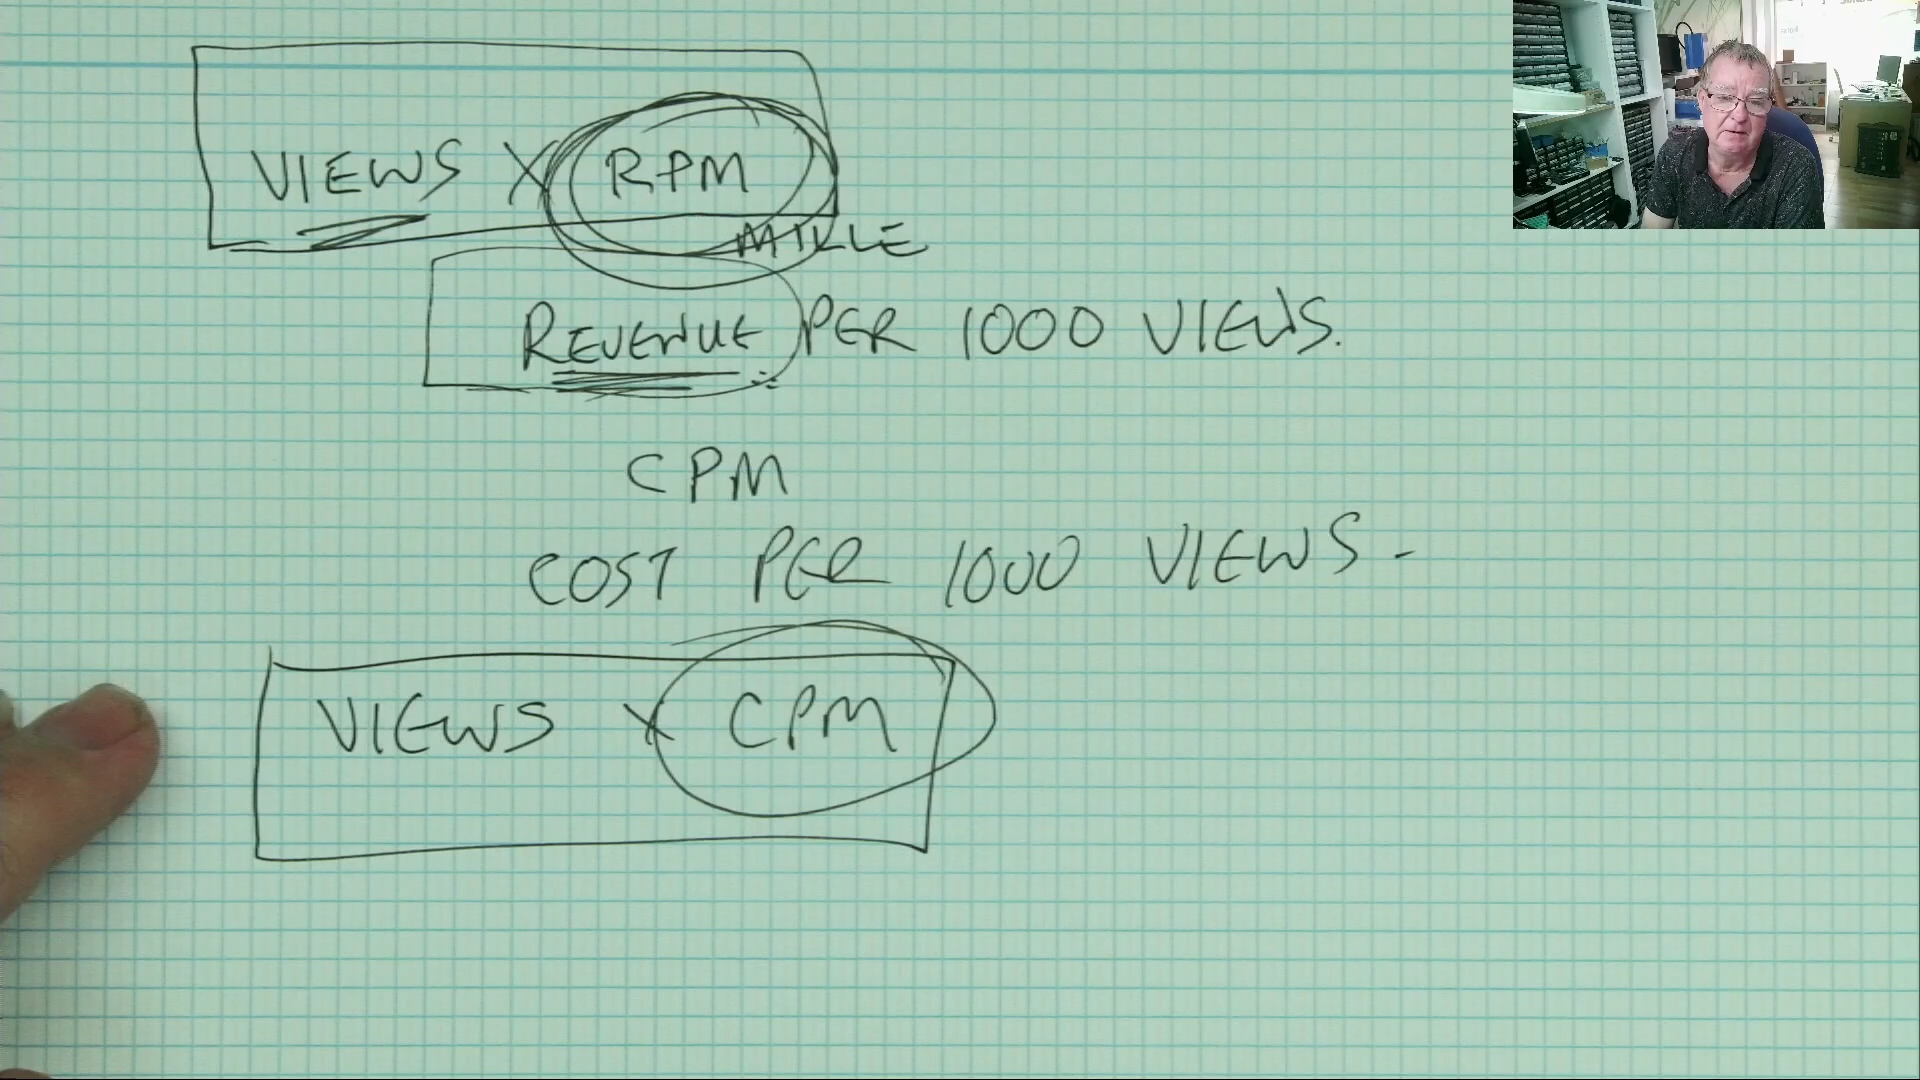 VIEWS X RPM
MILLE
REVENUE PER 1000 VIEWS.
CPM
COST PER 1000 VIEWS-
VIEWS X CPM